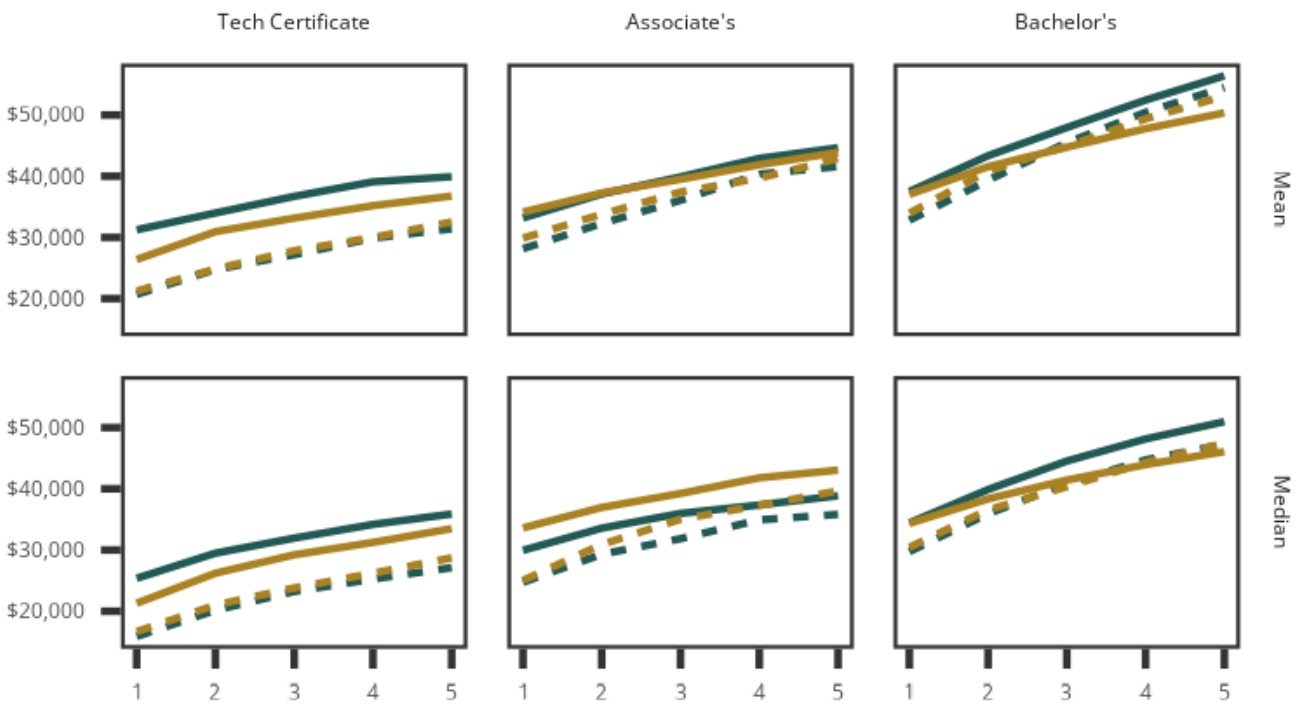 Tech Certificate Associate's Bachelor's
$50,000
$40,000
$30,000
$20,000
Mean
$50,000
$40,000
$30,000
$20,000
Median
1 2 3 4 5 1 2 3 4 5 1 2 3 4 5